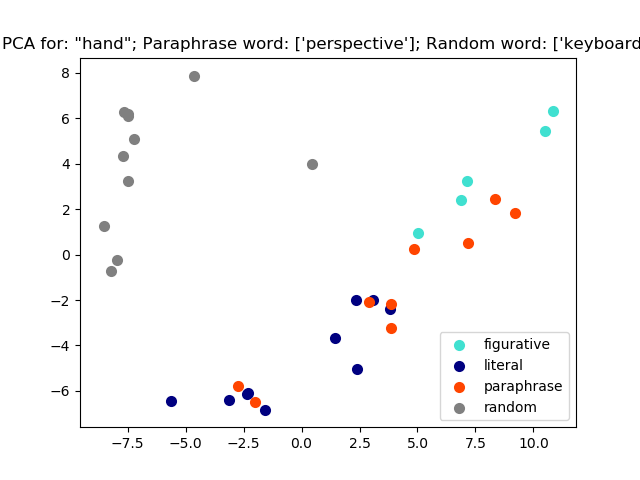 PCA for: "hand"; Paraphrase word: ['perspective']; Random word: ['keyboard
8
6
4
2
0
−2
−4
−6
−7.5 −5.0 −2.5 0.0 2.5 5.0 7.5 10.0
figurative
literal
paraphrase
random